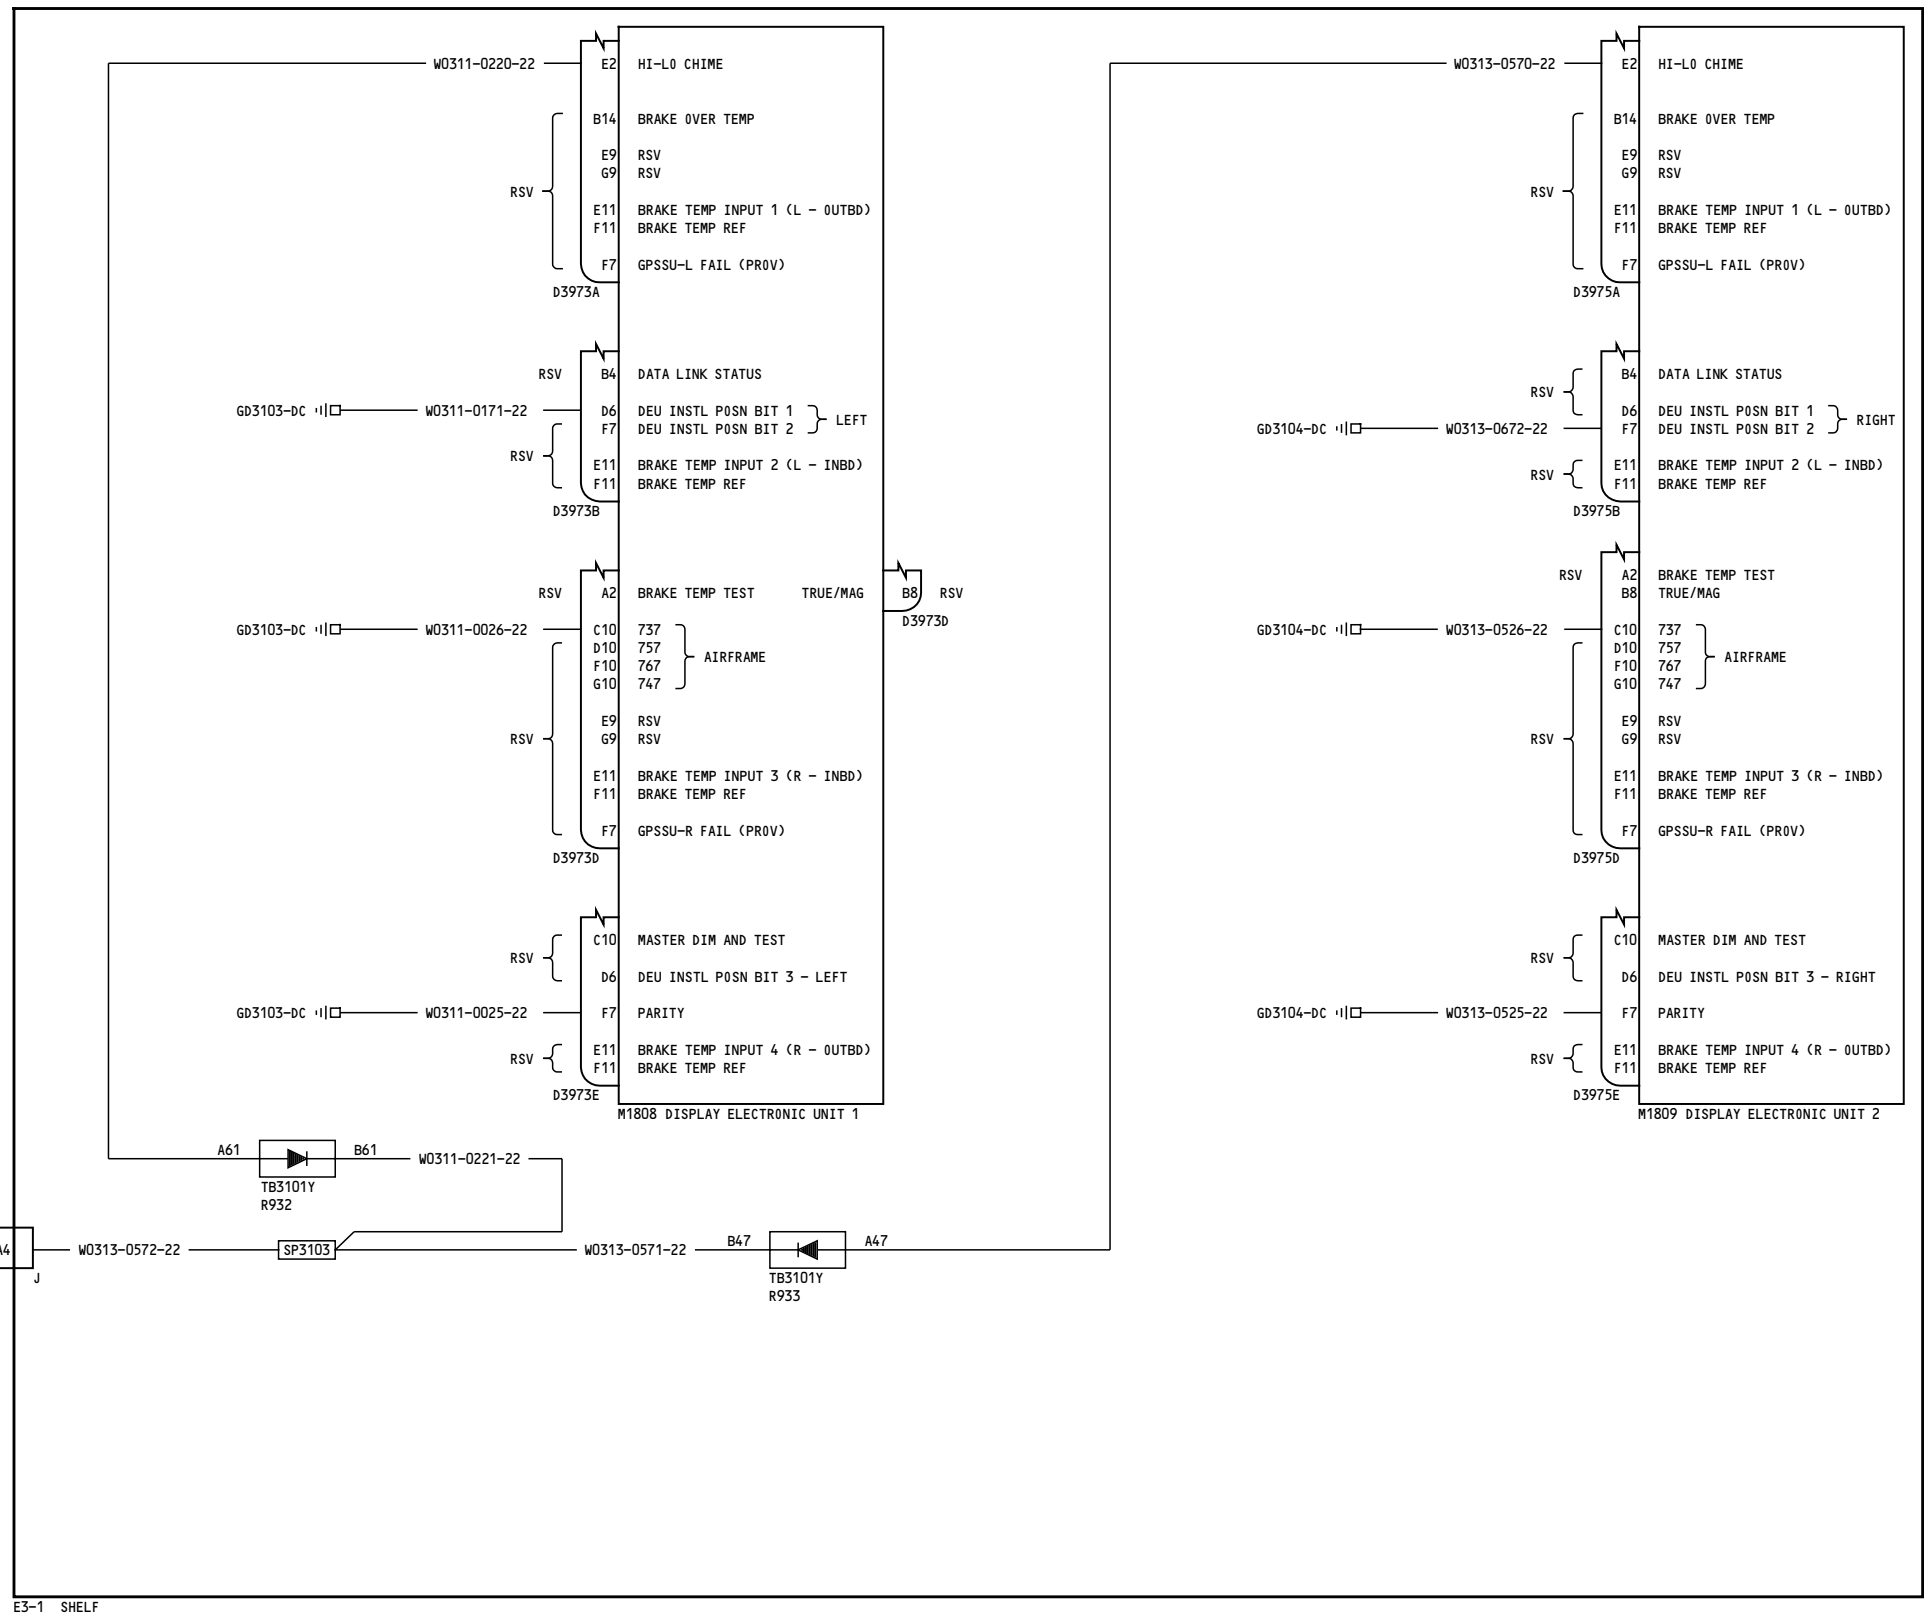 W0311-0220-22 E2 HI-LO CHIME
B14 BRAKE OVER TEMP
E9 RSV
G9 RSV
RSV
E11 BRAKE TEMP INPUT 1 (L - OUTBD)
F11 BRAKE TEMP REF
F7 GPSSU-L FAIL (PROV)
D3973A
RSV B4 DATA LINK STATUS
GD3103-DC W0311-0171-22 D6 DEU INSTL POSN BIT 1
F7 DEU INSTL POSN BIT 2
LEFT
RSV
E11 BRAKE TEMP INPUT 2 (L - INBD)
F11 BRAKE TEMP REF
D3973B
RSV A2 BRAKE TEMP TEST TRUE/MAG B8 RSV
D3973D
GD3103-DC W0311-0026-22 C10 737
D10 757
F10 767
G10 747
AIRFRAME
E9 RSV
RSV G9 RSV
E11 BRAKE TEMP INPUT 3 (R - INBD)
F11 BRAKE TEMP REF
F7 GPSSU-R FAIL (PROV)
D3973D
C10 MASTER DIM AND TEST
RSV
D6 DEU INSTL POSN BIT 3 - LEFT
GD3103-DC W0311-0025-22 F7 PARITY
E11 BRAKE TEMP INPUT 4 (R - OUTBD)
RSV
F11 BRAKE TEMP REF
D3973E
M1808 DISPLAY ELECTRONIC UNIT 1
W0313-0570-22 E2 HI-LO CHIME
B14 BRAKE OVER TEMP
E9 RSV
G9 RSV
RSV
E11 BRAKE TEMP INPUT 1 (L - OUTBD)
F11 BRAKE TEMP REF
F7 GPSSU-L FAIL (PROV)
D3975A
B4 DATA LINK STATUS
RSV
D6 DEU INSTL POSN BIT 1
GD3104-DC W0313-0672-22 F7 DEU INSTL POSN BIT 2
RIGHT
E11 BRAKE TEMP INPUT 2 (L - INBD)
RSV
F11 BRAKE TEMP REF
D3975B
RSV A2 BRAKE TEMP TEST
B8 TRUE/MAG
GD3104-DC W0313-0526-22 C10 737
D10 757
F10 767
G10 747
AIRFRAME
E9 RSV
RSV G9 RSV
E11 BRAKE TEMP INPUT 3 (R - INBD)
F11 BRAKE TEMP REF
F7 GPSSU-R FAIL (PROV)
D3975D
C10 MASTER DIM AND TEST
RSV
D6 DEU INSTL POSN BIT 3 - RIGHT
GD3104-DC W0313-0525-22 F7 PARITY
E11 BRAKE TEMP INPUT 4 (R - OUTBD)
RSV
F11 BRAKE TEMP REF
D3975E
M1809 DISPLAY ELECTRONIC UNIT 2
A61 B61 W0311-0221-22
TB3101Y
R932
A4 W0313-0572-22 SP3103 W0313-0571-22 B47 A47
J
TB3101Y
R933
E3-1 SHELF